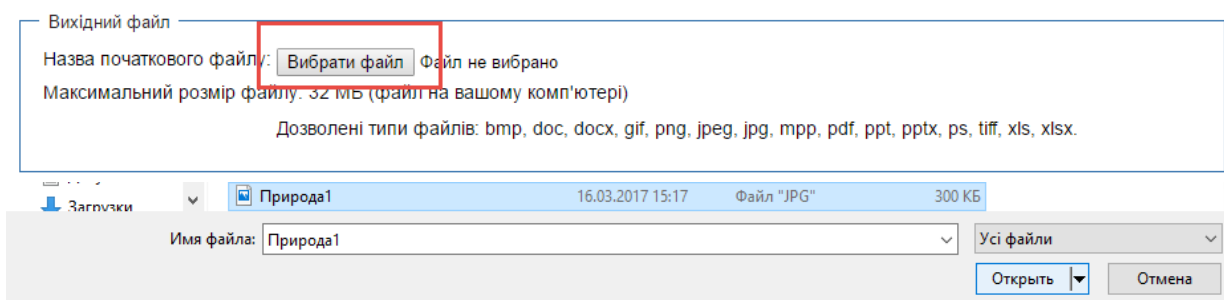 Вихідний файл
Назва початкового файлу: Вибрати файл Файл не вибрано
Максимальний розмір файлу: 32 МБ (файл на вашому комп'ютері)
Дозволені типи файлів: bmp, doc, docx, gif, png, jpeg, jpg, mpp, pdf, ppt, pptx, ps, tiff, xls, xlsx.
Загрузки Природа1 16.03.2017 15:17 Файл "JPG" 300 КБ
Имя файла: Природа1 Усі файли
Открыть Отмена